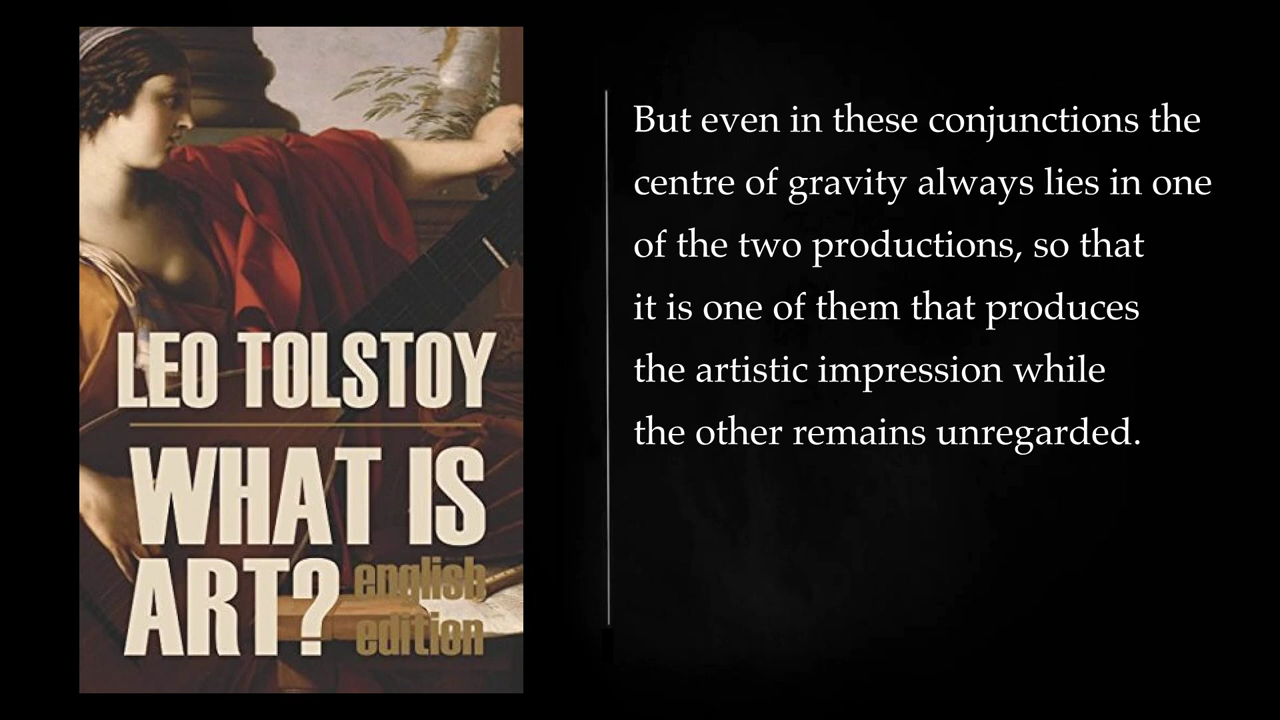 LEO TOLSTOY
WHAT IS
ART?
english
edition
But even in these conjunctions the
centre of gravity always lies in one
of the two productions, so that
it is one of them that produces
the artistic impression while
the other remains unregarded.